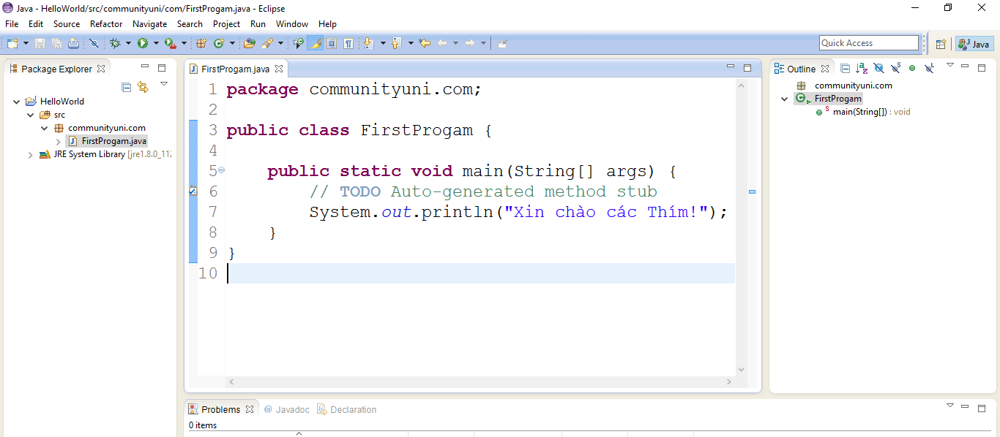 Java - HelloWorld/src/communityuni/com/FirstProgam.java - Eclipse
File Edit Source Refactor Navigate Search Project Run Window Help
Quick Access
Java
Package Explorer
HelloWorld
src
communityuni.com
FirstProgam.java
JRE System Library [jre1.8.0_112
FirstProgam.java
1 package communityuni.com;
2
3 public class FirstProgam {
4
5 public static void main(String[] args) {
6 // TODO Auto-generated method stub
7 System.out.println("Xin chào các Thím!");
8 }
9 }
10
Outline
communityuni.com
FirstProgam
main(String[]) : void
Problems @ Javadoc Declaration
0 items